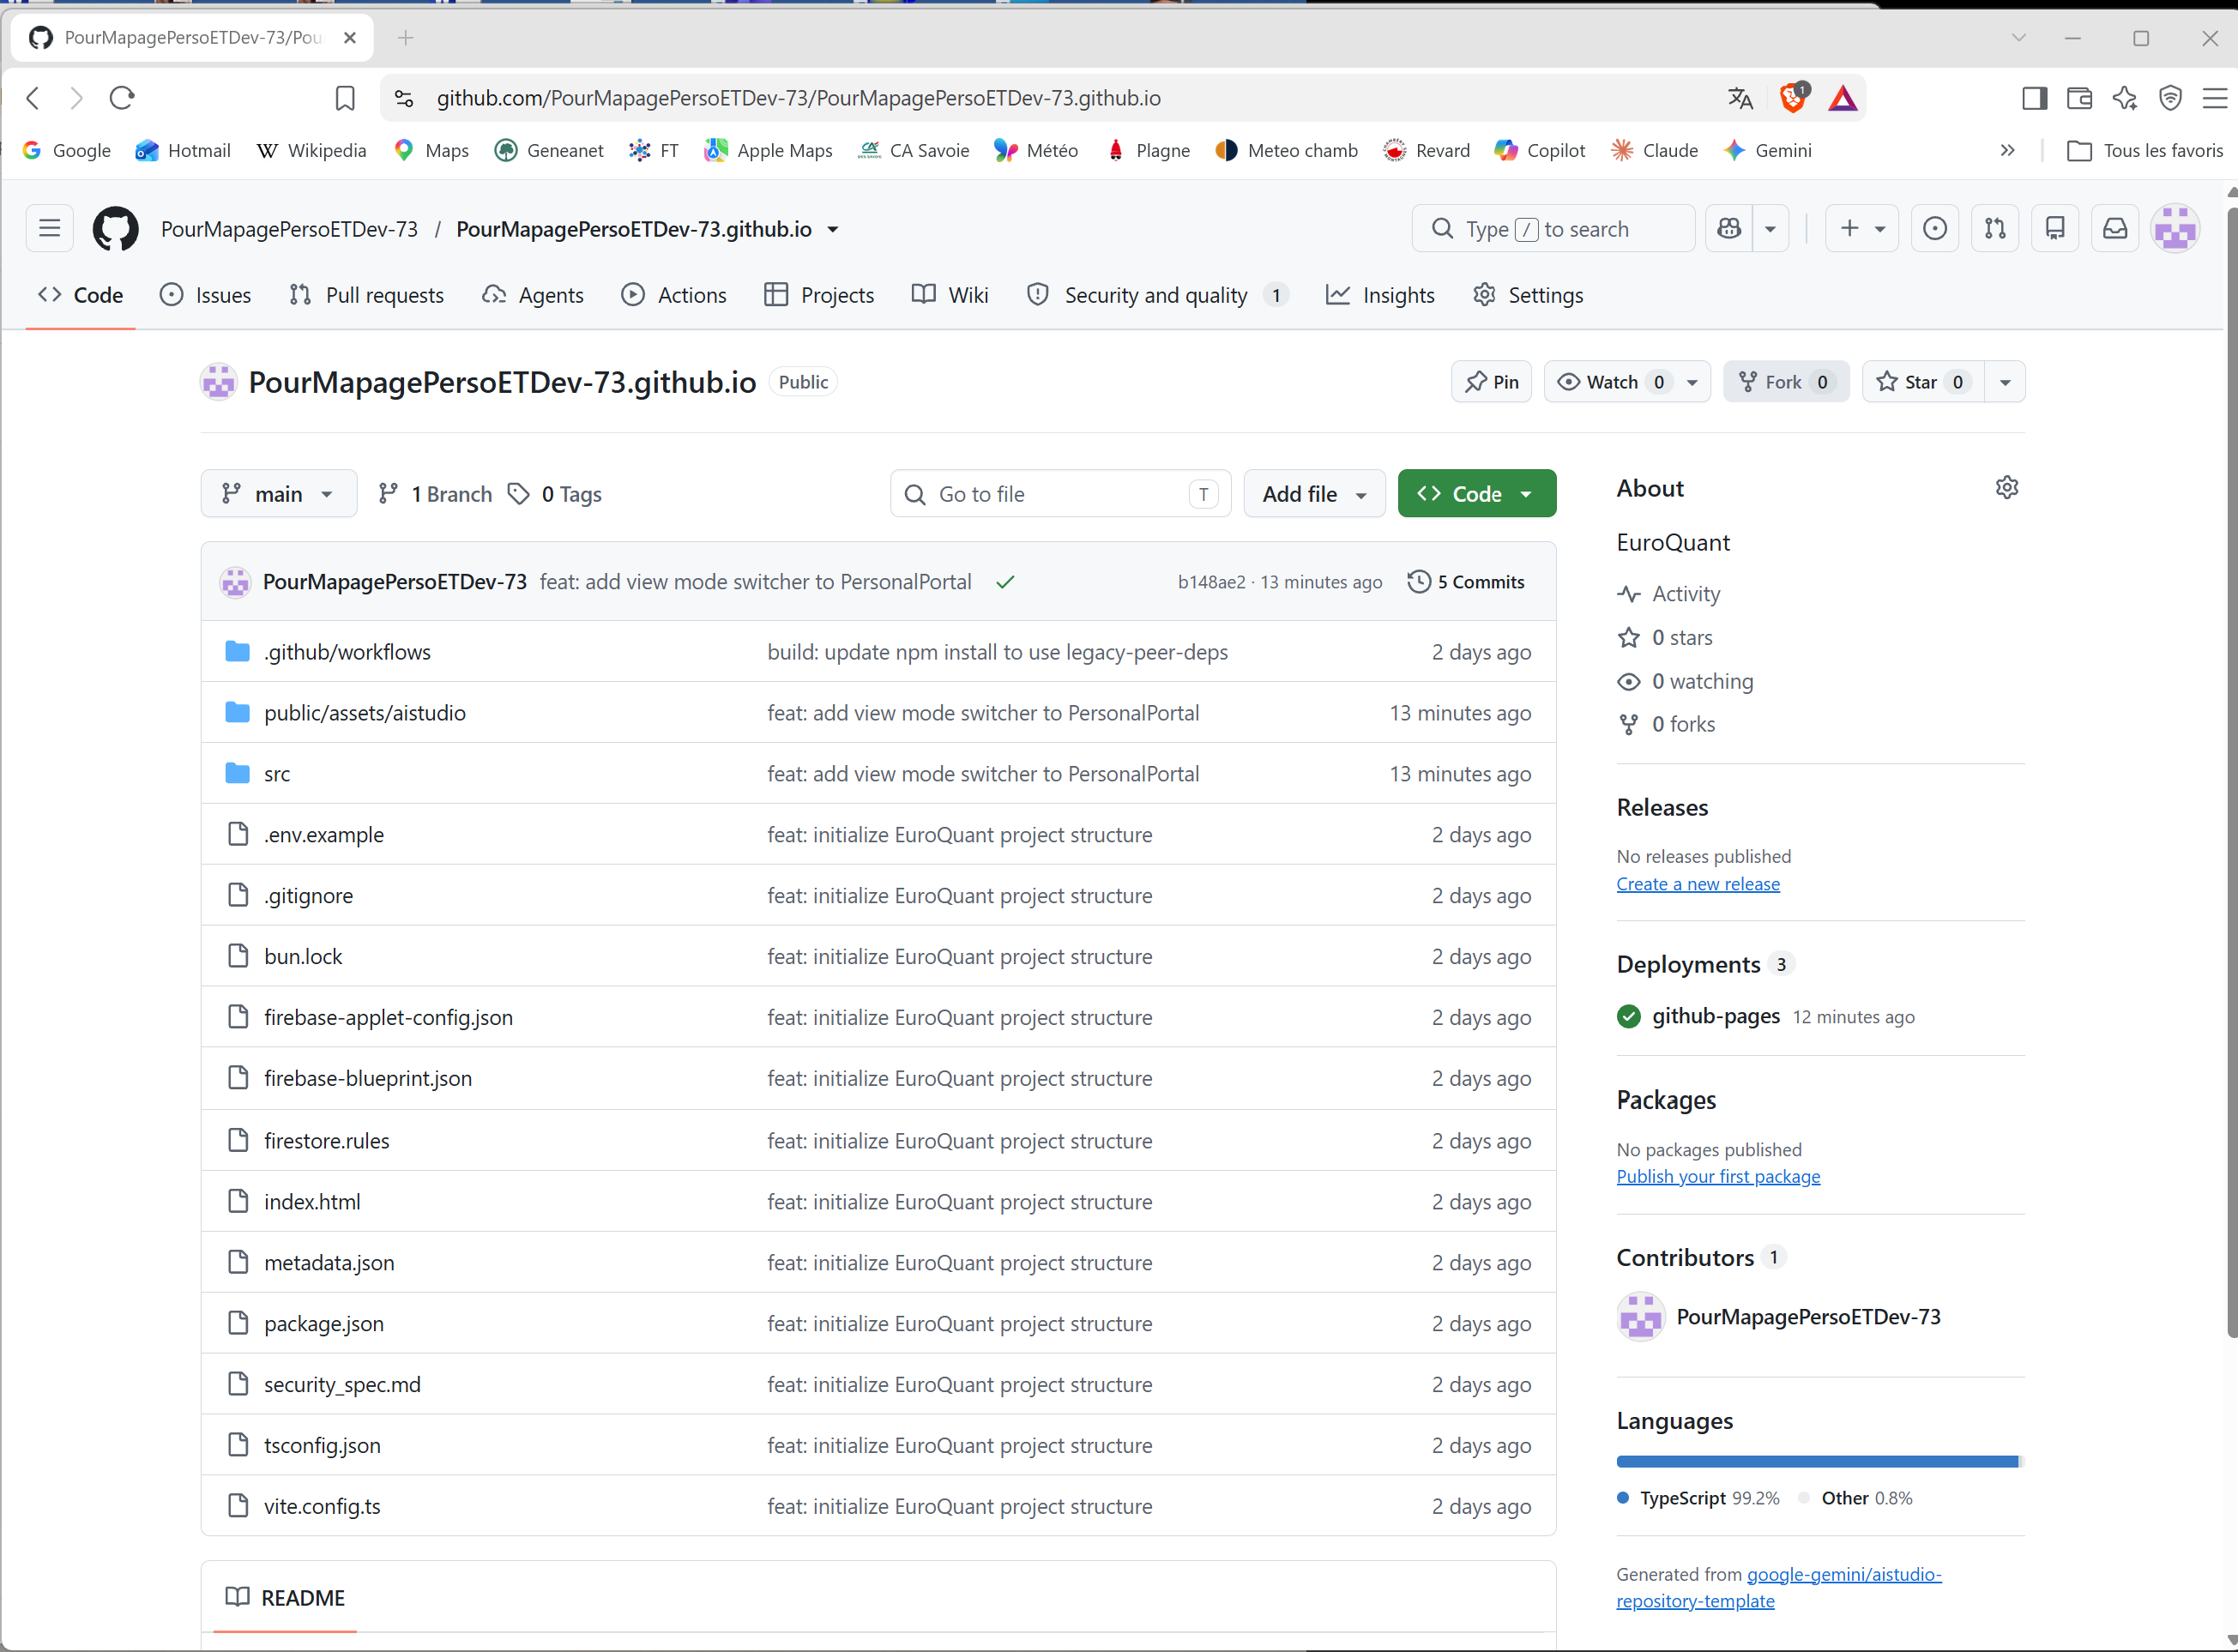 PourMapagePersoETDev-73/Pou
github.com/PourMapagePersoETDev-73/PourMapagePersoETDev-73.github.io
1
Google Hotmail Wikipedia Maps Geneanet FT Apple Maps CA Savoie Météo Plagne Meteo chamb Revard Copilot Claude Gemini Tous les favoris
PourMapagePersoETDev-73 / PourMapagePersoETDev-73.github.io
Type / to search
Code Issues Pull requests Agents Actions Projects Wiki Security and quality 1 Insights Settings
PourMapagePersoETDev-73.github.io Public
Pin Watch 0 Fork 0 Star 0
main 1 Branch 0 Tags Go to file T Add file Code
PourMapagePersoETDev-73 feat: add view mode switcher to PersonalPortal b148ae2 · 13 minutes ago 5 Commits
.github/workflows build: update npm install to use legacy-peer-deps 2 days ago
public/assets/aistudio feat: add view mode switcher to PersonalPortal 13 minutes ago
src feat: add view mode switcher to PersonalPortal 13 minutes ago
.env.example feat: initialize EuroQuant project structure 2 days ago
.gitignore feat: initialize EuroQuant project structure 2 days ago
bun.lock feat: initialize EuroQuant project structure 2 days ago
firebase-applet-config.json feat: initialize EuroQuant project structure 2 days ago
firebase-blueprint.json feat: initialize EuroQuant project structure 2 days ago
firestore.rules feat: initialize EuroQuant project structure 2 days ago
index.html feat: initialize EuroQuant project structure 2 days ago
metadata.json feat: initialize EuroQuant project structure 2 days ago
package.json feat: initialize EuroQuant project structure 2 days ago
security_spec.md feat: initialize EuroQuant project structure 2 days ago
tsconfig.json feat: initialize EuroQuant project structure 2 days ago
vite.config.ts feat: initialize EuroQuant project structure 2 days ago
README
About
EuroQuant
Activity
0 stars
0 watching
0 forks
Releases
No releases published
Create a new release
Deployments 3
github-pages 12 minutes ago
Packages
No packages published
Publish your first package
Contributors 1
PourMapagePersoETDev-73
Languages
TypeScript 99.2% Other 0.8%
Generated from google-gemini/aistudio-
repository-template